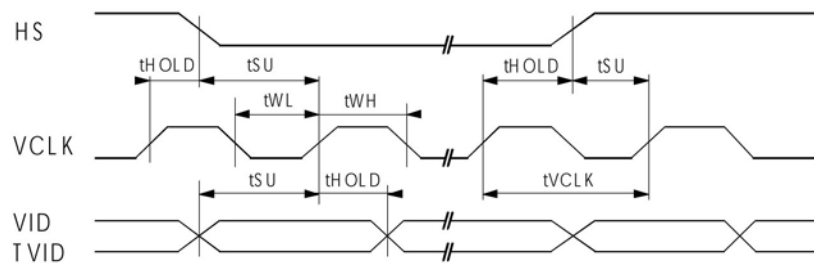 HS
tHOLD tSU tHOLD tSU
tWL tWH
VCLK
tSU tHOLD tVCLK
VID
TVID